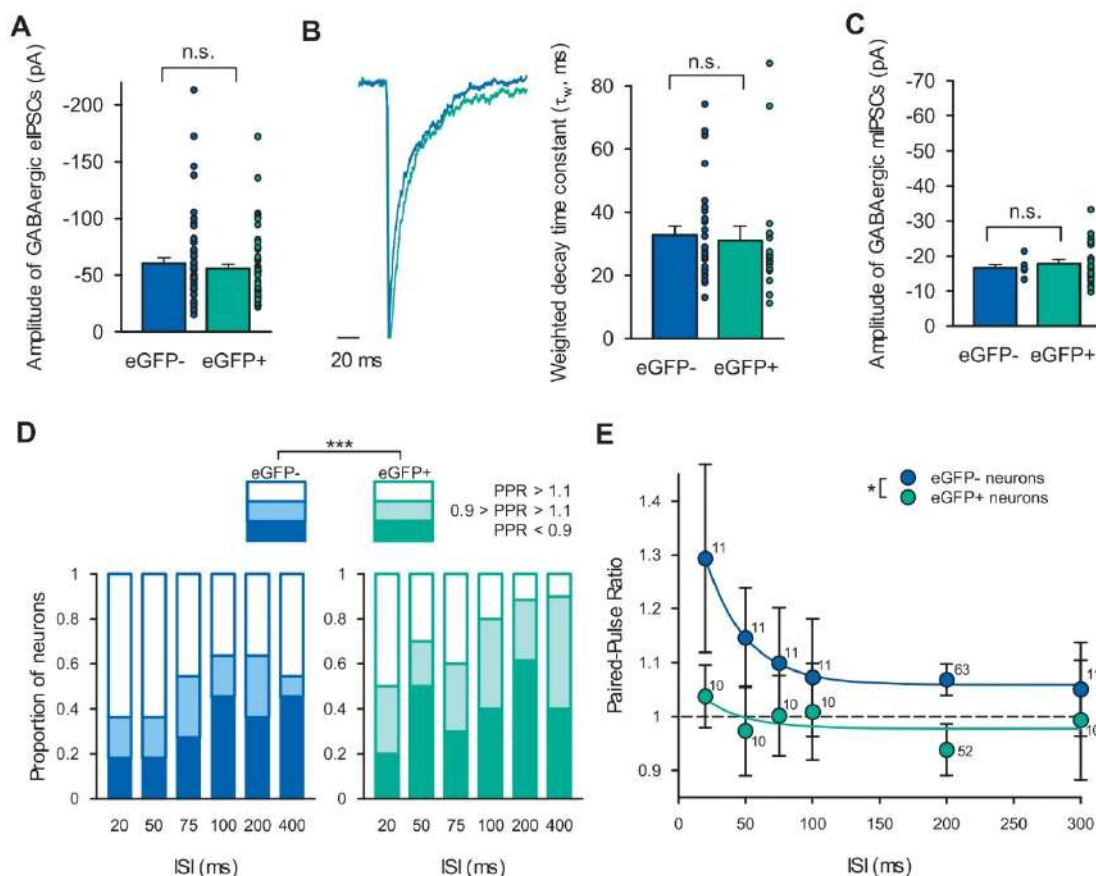 A
Amplitude of GABAergic eIPSCs (pA)
-200
-150
-100
-50
0
n.s.
eGFP-
eGFP+
B
20 ms
Weighted decay time constant (τw, ms)
80
60
40
20
0
n.s.
eGFP-
eGFP+
C
Amplitude of GABAergic mIPSCs (pA)
-70
-60
-50
-40
-30
-20
-10
0
n.s.
eGFP-
eGFP+
D
***
eGFP-
eGFP+
PPR > 1.1
0.9 > PPR > 1.1
PPR < 0.9
Proportion of neurons
1
0.8
0.6
0.4
0.2
0
20 50 75 100 200 400
ISI (ms)
1
0.8
0.6
0.4
0.2
0
20 50 75 100 200 400
ISI (ms)
E
* eGFP- neurons
eGFP+ neurons
Paired-Pulse Ratio
1.4
1.3
1.2
1.1
1
0.9
11
11
11
11
63
11
10
10
10
10
52
10
0 50 100 150 200 250 300
ISI (ms)